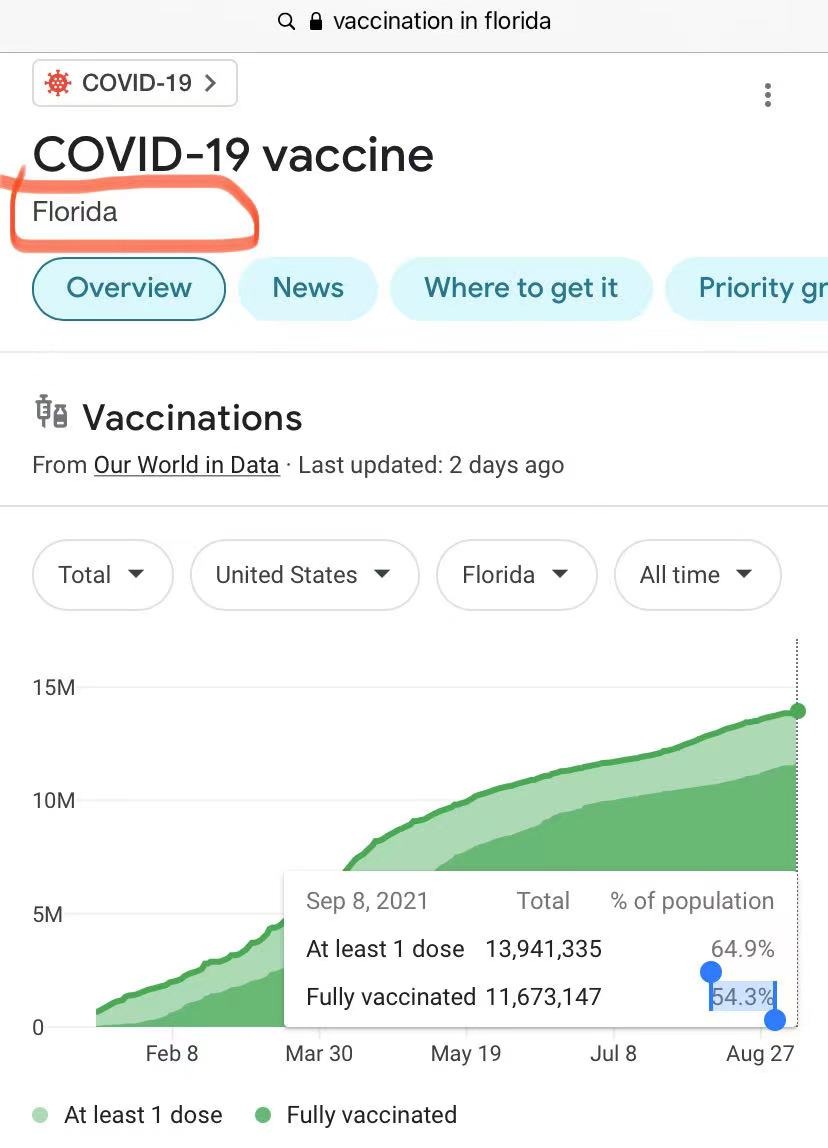 vaccination in florida
COVID-19
COVID-19 vaccine
Florida
Overview News Where to get it Priority gr
Vaccinations
From Our World in Data · Last updated: 2 days ago
Total United States Florida All time
15M
10M
5M
0
Sep 8, 2021 Total % of population
At least 1 dose 13,941,335 64.9%
Fully vaccinated 11,673,147 54.3%
Feb 8 Mar 30 May 19 Jul 8 Aug 27
At least 1 dose Fully vaccinated